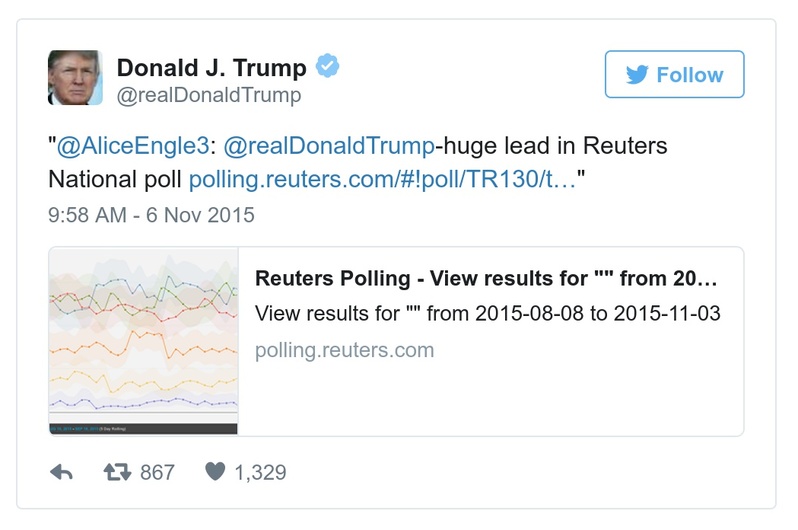 Donald J. Trump
@realDonaldTrump
Follow
"@AliceEngle3: @realDonaldTrump-huge lead in Reuters
National poll polling.reuters.com/#!poll/TR130/t…"
9:58 AM - 6 Nov 2015
Reuters Polling - View results for "" from 20…
View results for "" from 2015-08-08 to 2015-11-03
polling.reuters.com
867 1,329